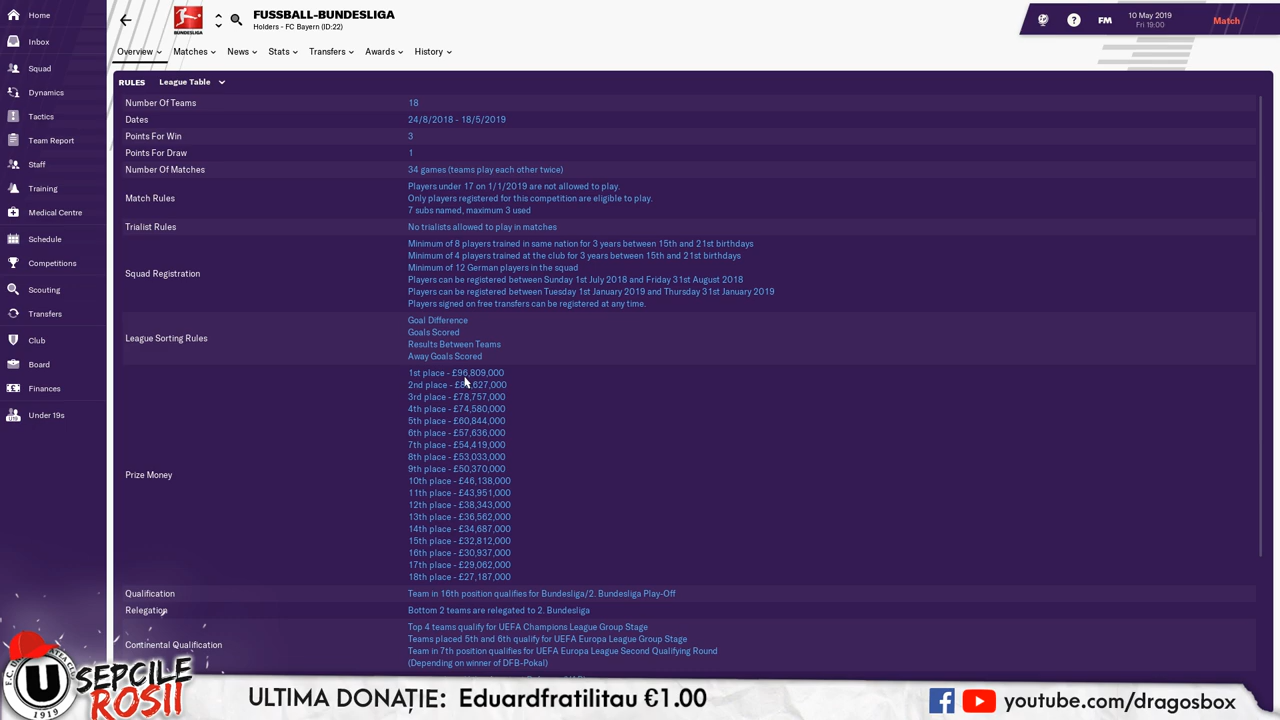 Home
Inbox
Squad
Dynamics
Tactics
Team Report
Staff
Training
Medical Centre
Schedule
Competitions
Scouting
Transfers
Club
Board
Finances
Under 19s
BUNDESLIGA
FUSSBALL-BUNDESLIGA
Holders - FC Bayern (ID:22)
FM
10 May 2019
Fri 19:00
Match
Overview Matches News Stats Transfers Awards History
RULES League Table
Number Of Teams 18
Dates 24/8/2018 - 18/5/2019
Points For Win 3
Points For Draw 1
Number Of Matches 34 games (teams play each other twice)
Match Rules
Players under 17 on 1/1/2019 are not allowed to play.
Only players registered for this competition are eligible to play.
7 subs named, maximum 3 used
Trialist Rules No trialists allowed to play in matches
Squad Registration
Minimum of 8 players trained in same nation for 3 years between 15th and 21st birthdays
Minimum of 4 players trained at the club for 3 years between 15th and 21st birthdays
Minimum of 12 German players in the squad
Players can be registered between Sunday 1st July 2018 and Friday 31st August 2018
Players can be registered between Tuesday 1st January 2019 and Thursday 31st January 2019
Players signed on free transfers can be registered at any time.
League Sorting Rules
Goal Difference
Goals Scored
Results Between Teams
Away Goals Scored
Prize Money
1st place - £96,809,000
2nd place -
3rd place - £78,757,000
4th place - £74,580,000
5th place - £60,844,000
6th place - £57,636,000
7th place - £54,419,000
8th place - £53,033,000
9th place - £50,370,000
10th place - £46,138,000
11th place - £43,951,000
12th place - £38,343,000
13th place - £36,562,000
14th place - £34,687,000
15th place - £32,812,000
16th place - £30,937,000
17th place - £29,062,000
18th place - £27,187,000
Qualification Team in 16th position qualifies for Bundesliga/2. Bundesliga Play-Off
Relegation Bottom 2 teams are relegated to 2. Bundesliga
Continental Qualification
Top 4 teams qualify for UEFA Champions League Group Stage
Teams placed 5th and 6th qualify for UEFA Europa League Group Stage
Team in 7th position qualifies for UEFA Europa League Second Qualifying Round
(Depending on winner of DFB-Pokal)
U
1919
SEPCILE
ROSII
ULTIMA DONAȚIE: Eduardfratilitau €1.00
youtube.com/dragosbox